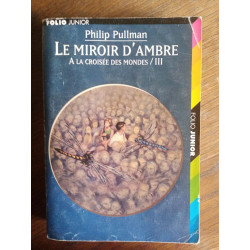 FOLIO JUNIOR
Philip Pullman
LE MIROIR D'AMBRE
A LA CROISÉE DES MONDES / III
FOLIO JUNIOR